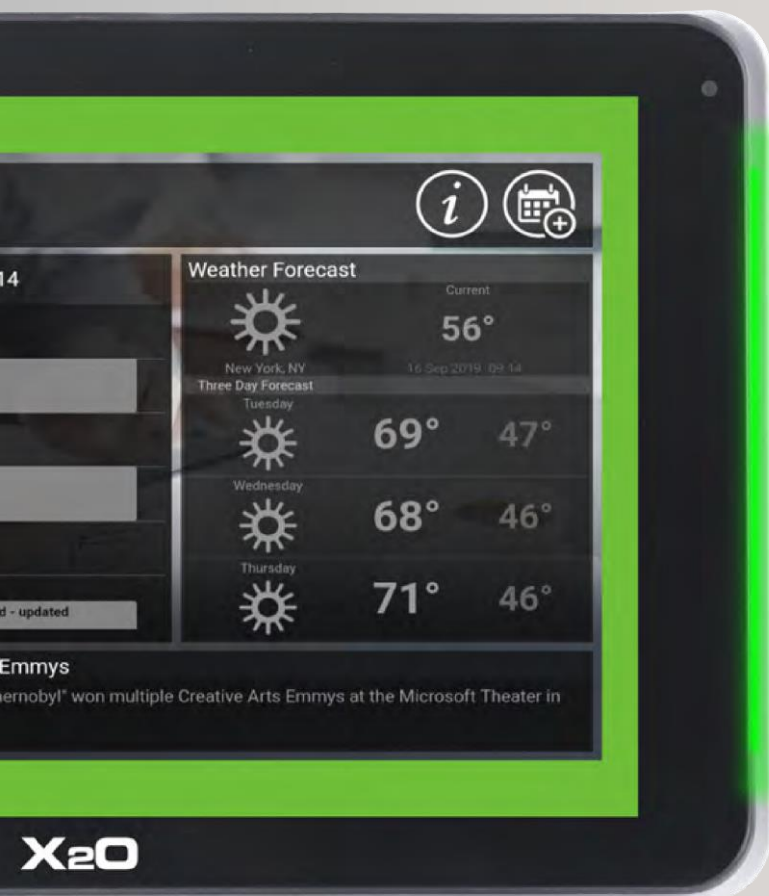 14
Weather Forecast
Current
56°
New York, NY
16 Sep 2019 09:14
Three Day Forecast
Tuesday
69° 47°
Wednesday
68° 46°
Thursday
71° 46°
d - updated
Emmys
ernobyl" won multiple Creative Arts Emmys at the Microsoft Theater in
X2O